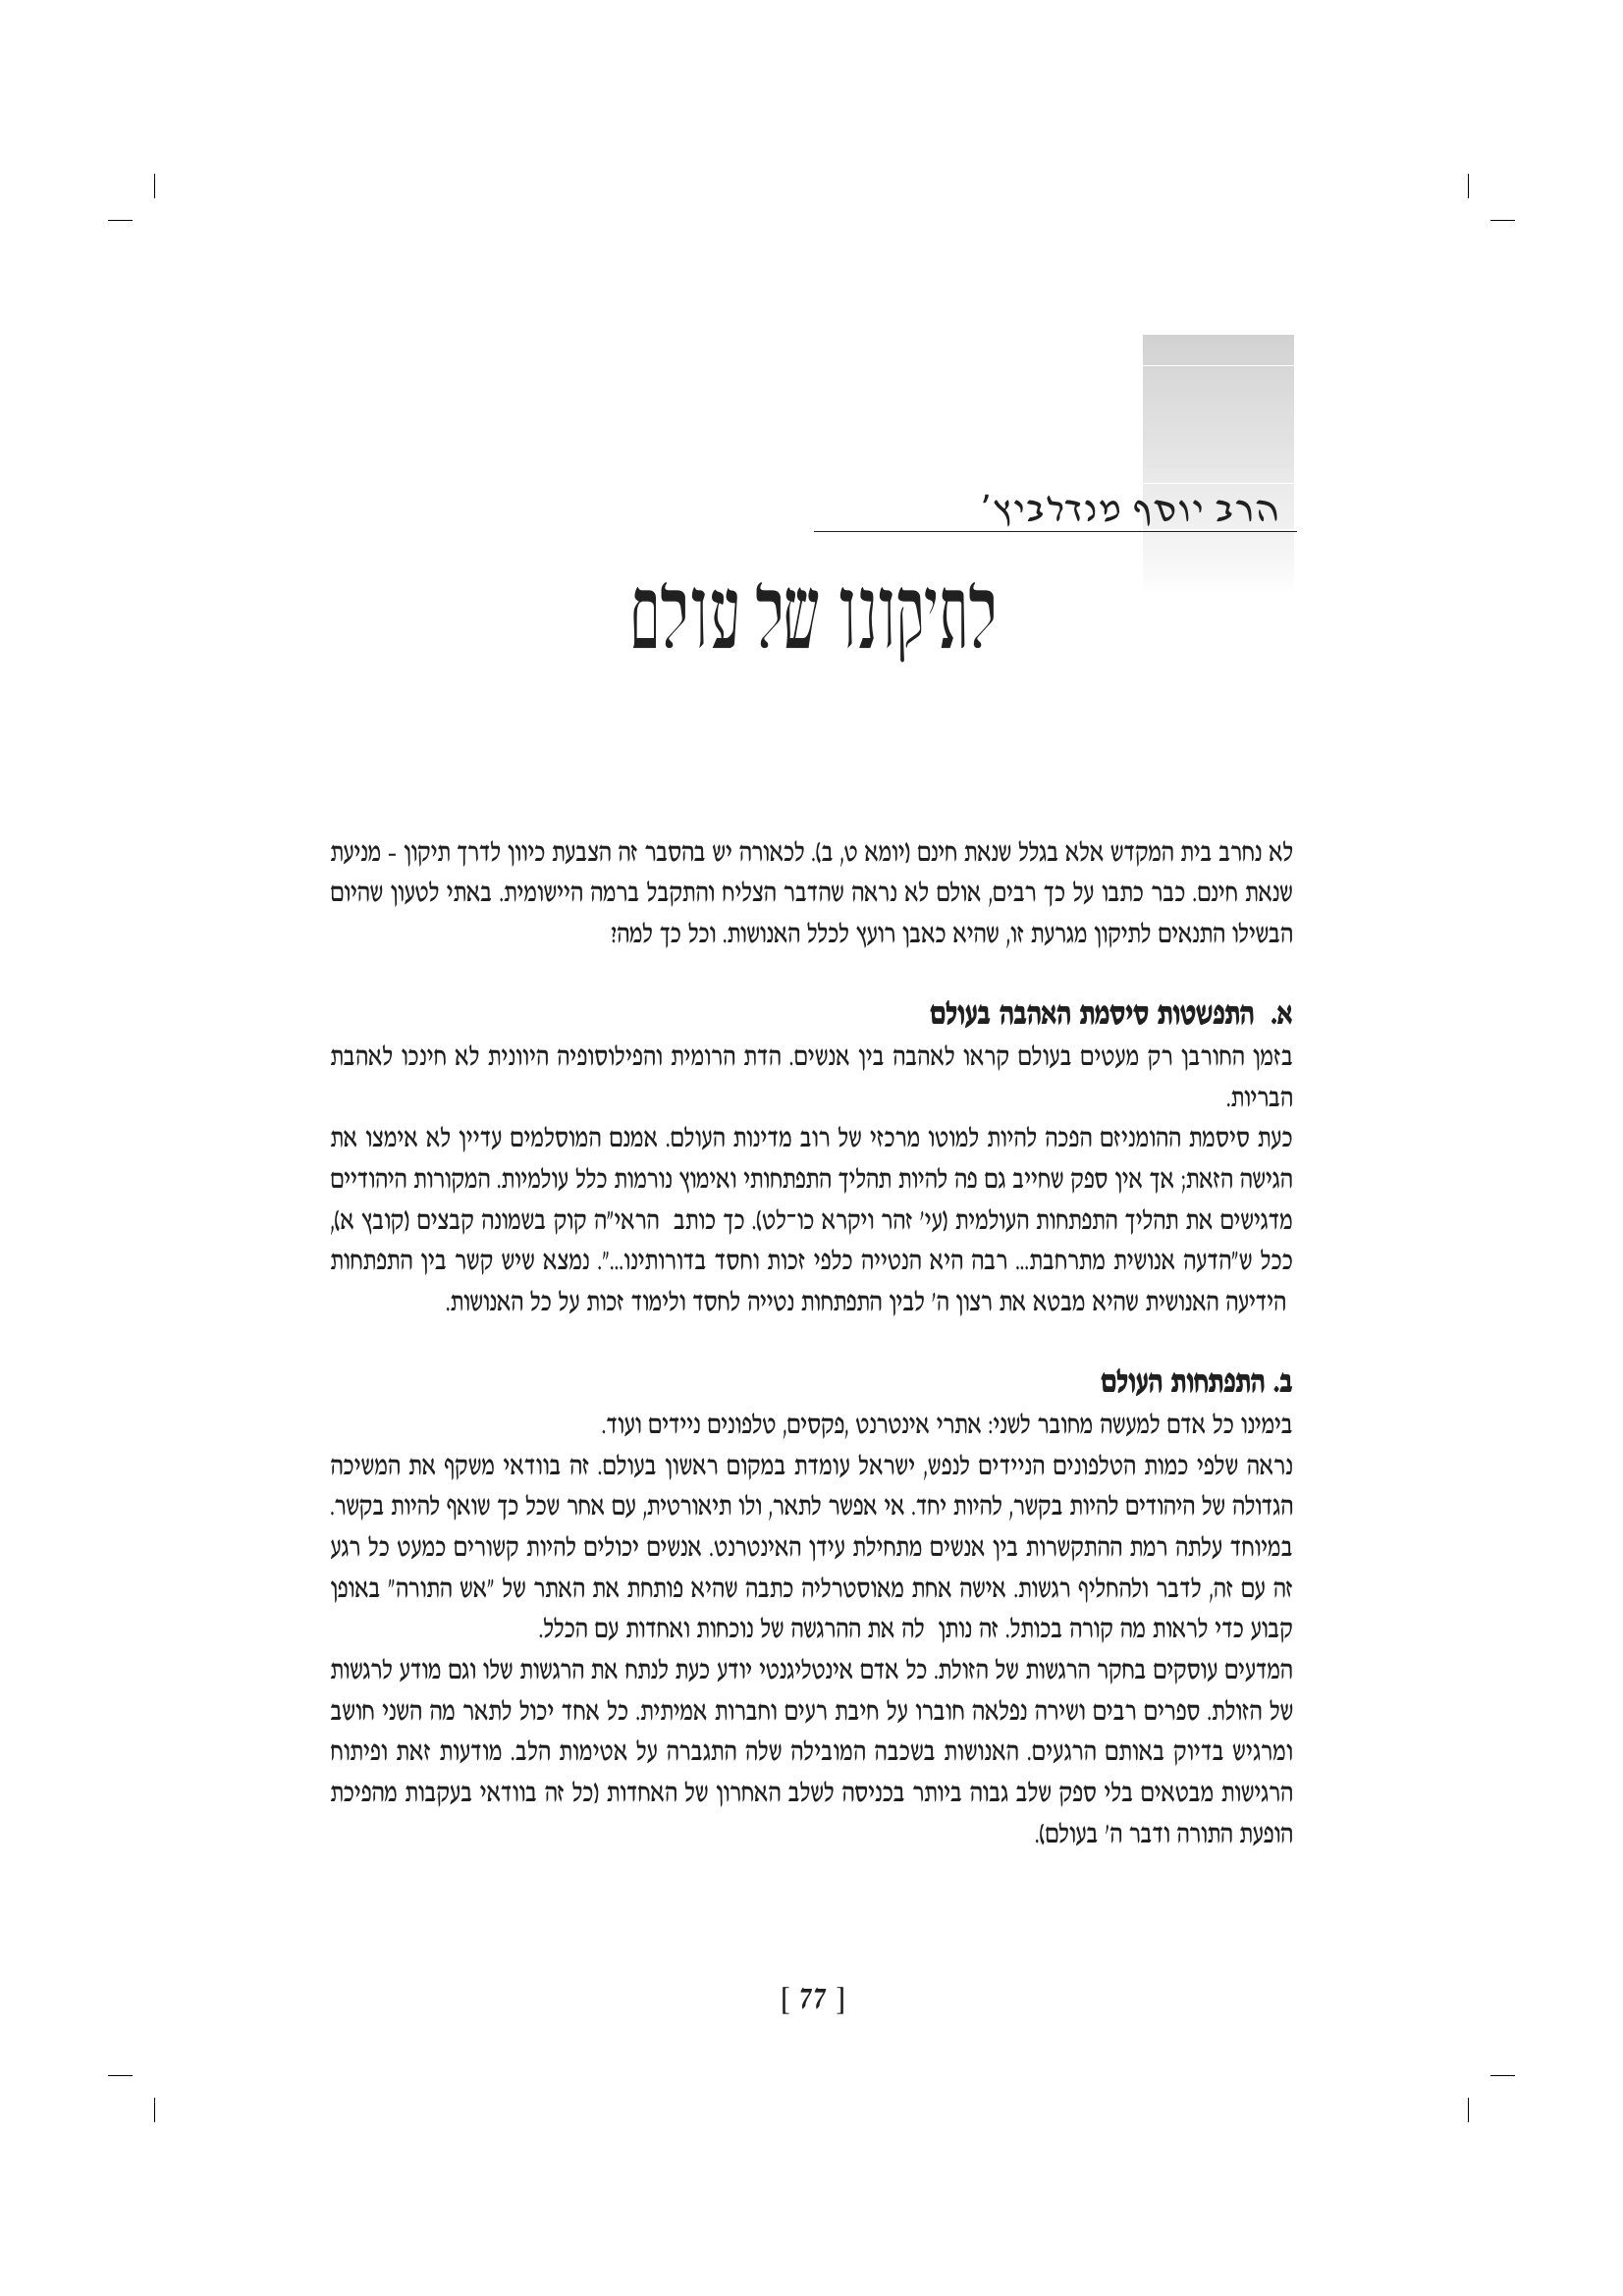 הרב יוסף מנדלביץ'
לתיקונו של עולם
לא נחרב בית המקדש אלא בגלל שנאת חינם (יומא ט, ב). לכאורה יש בהסבר זה הצבעת כיוון לדרך תיקון – מניעת
שנאת חינם. כבר כתבו על כך רבים, אולם לא נראה שהדבר הצליח והתקבל ברמה היישומית. באתי לטעון שהיום
הבשילו התנאים לתיקון מגרעת זו, שהיא כאבן רועץ לכלל האנושות. וכל כך למה?
א. התפשטות סיסמת האהבה בעולם
בזמן החורבן רק מעטים בעולם קראו לאהבה בין אנשים. הדת הרומית והפילוסופיה היוונית לא חינכו לאהבת
הבריות.
כעת סיסמת ההומניזם הפכה להיות למוטו מרכזי של רוב מדינות העולם. אמנם המוסלמים עדיין לא אימצו את
הגישה הזאת; אך אין ספק שחייב גם פה להיות תהליך התפתחותי ואימוץ נורמות כלל עולמיות. המקורות היהודיים
מדגישים את תהליך התפתחות העולמית (עי' זהר ויקרא כו־לט). כך כותב הראי"ה קוק בשמונה קבצים (קובץ א),
ככל ש"הדעה אנושית מתרחבת... רבה היא הנטייה כלפי זכות וחסד בדורותינו...". נמצא שיש קשר בין התפתחות
הידיעה האנושית שהיא מבטא את רצון ה' לבין התפתחות נטייה לחסד ולימוד זכות על כל האנושות.
ב. התפתחות העולם
בימינו כל אדם למעשה מחובר לשני: אתרי אינטרנט ,פקסים, טלפונים ניידים ועוד.
נראה שלפי כמות הטלפונים הניידים לנפש, ישראל עומדת במקום ראשון בעולם. זה בוודאי משקף את המשיכה
הגדולה של היהודים להיות בקשר, להיות יחד. אי אפשר לתאר, ולו תיאורטית, עם אחר שכל כך שואף להיות בקשר.
במיוחד עלתה רמת ההתקשרות בין אנשים מתחילת עידן האינטרנט. אנשים יכולים להיות קשורים כמעט כל רגע
זה עם זה, לדבר ולהחליף רגשות. אישה אחת מאוסטרליה כתבה שהיא פותחת את האתר של "אש התורה" באופן
קבוע כדי לראות מה קורה בכותל. זה נותן לה את ההרגשה של נוכחות ואחדות עם הכלל.
המדעים עוסקים בחקר הרגשות של הזולת. כל אדם אינטליגנטי יודע כעת לנתח את הרגשות שלו וגם מודע לרגשות
של הזולת. ספרים רבים ושירה נפלאה חוברו על חיבת רעים וחברות אמיתית. כל אחד יכול לתאר מה השני חושב
ומרגיש בדיוק באותם הרגעים. האנושות בשכבה המובילה שלה התגברה על אטימות הלב. מודעות זאת ופיתוח
הרגישות מבטאים בלי ספק שלב גבוה ביותר בכניסה לשלב האחרון של האחדות (כל זה בוודאי בעקבות מהפיכת
הופעת התורה ודבר ה' בעולם).
[ 77 ]